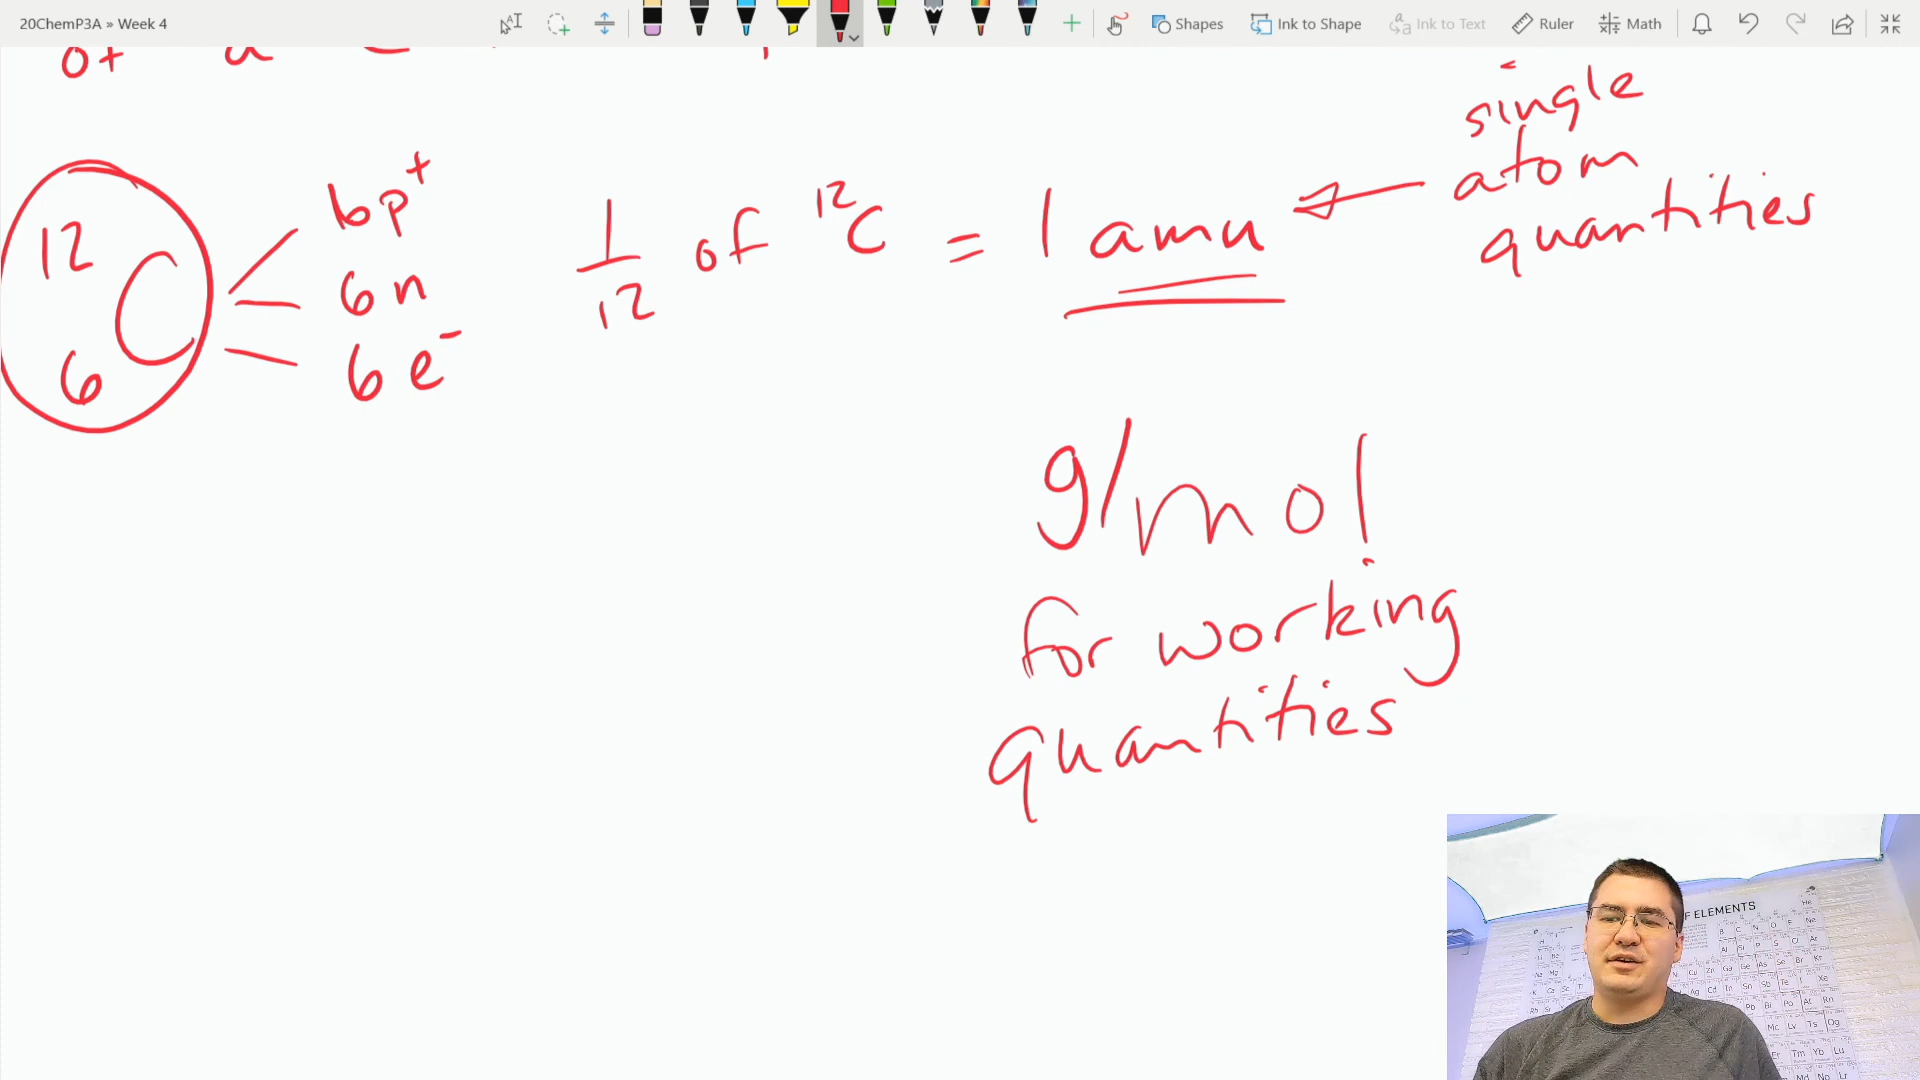 20ChemP3A » Week 4
Shapes
Ink to Shape
Ink to Text
Ruler
Math
of a C
single
atom
quantities
12
6 C
6p+
6n
6e-
1/12 of 12C = 1 amu
g/mol
for working
quantities
F ELEMENTS